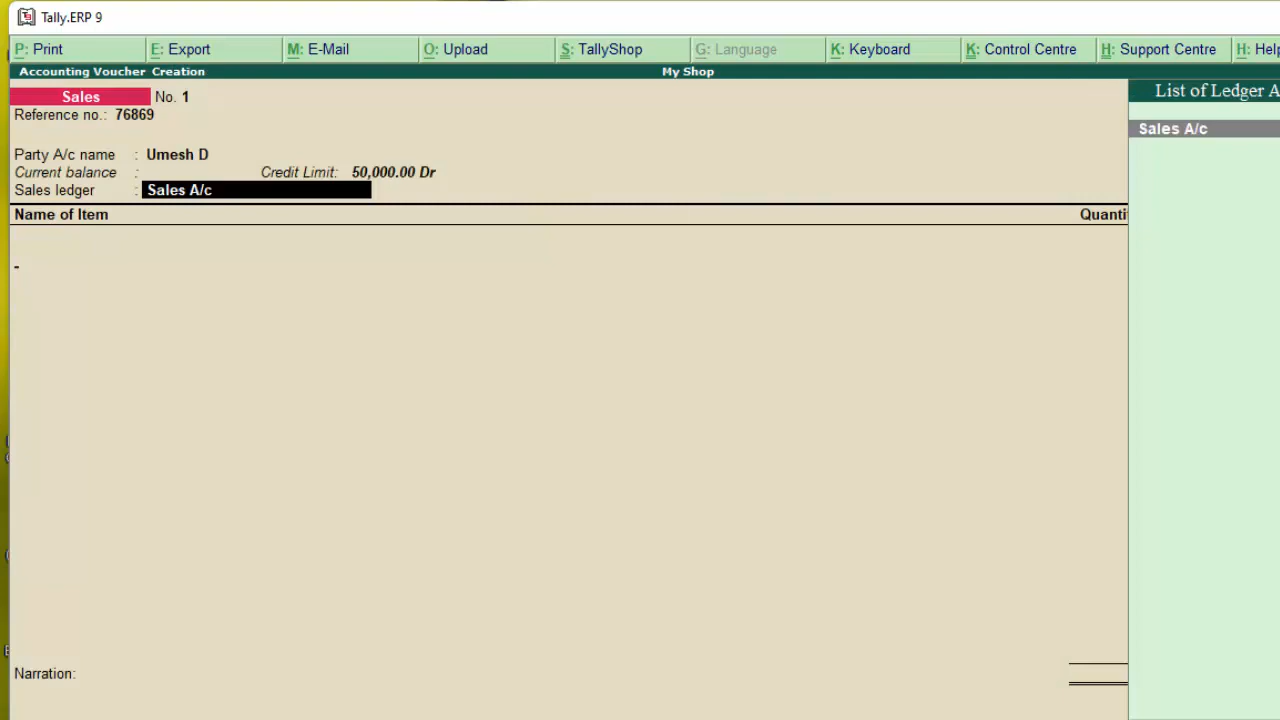 Tally.ERP 9
P: Print E: Export M: E-Mail O: Upload S: TallyShop G: Language K: Keyboard K: Control Centre H: Support Centre H: Help
Accounting Voucher Creation My Shop
List of Ledger A
Sales No. 1
Reference no.: 76869
Sales A/c
Party A/c name : Umesh D
Current balance : Credit Limit: 50,000.00 Dr
Sales ledger : Sales A/c
Name of Item Quanti
-
Narration: